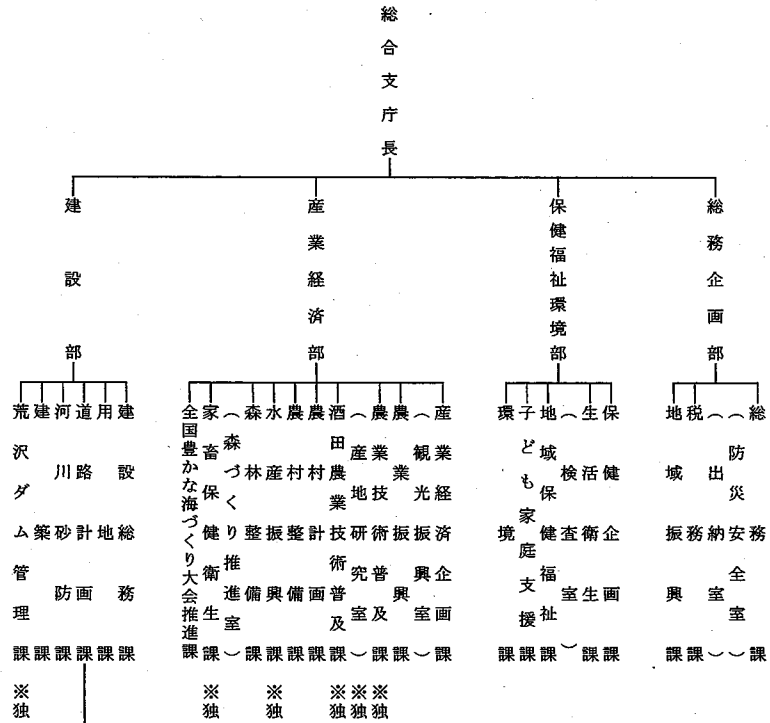 総合支庁長
総務企画部
総務課
（防災安全室）
（出納室）
税務課
地域振興課
保健福祉環境部
保健企画課
生活衛生課
（検査室）
地域保健福祉課
子ども家庭支援課
環境課
産業経済部
産業経済企画課
（観光振興室）
農業振興課
農業技術普及課 ※独
（産地研究室） ※独
酒田農業技術普及課 ※独
農村計画課
農村整備課
水産振興課 ※独
森林整備課
（森づくり推進室）
家畜保健衛生課 ※独
全国豊かな海づくり大会推進課
建設部
建設総務課
用地課
道路計画課
河川砂防課
建築課
荒沢ダム管理課 ※独